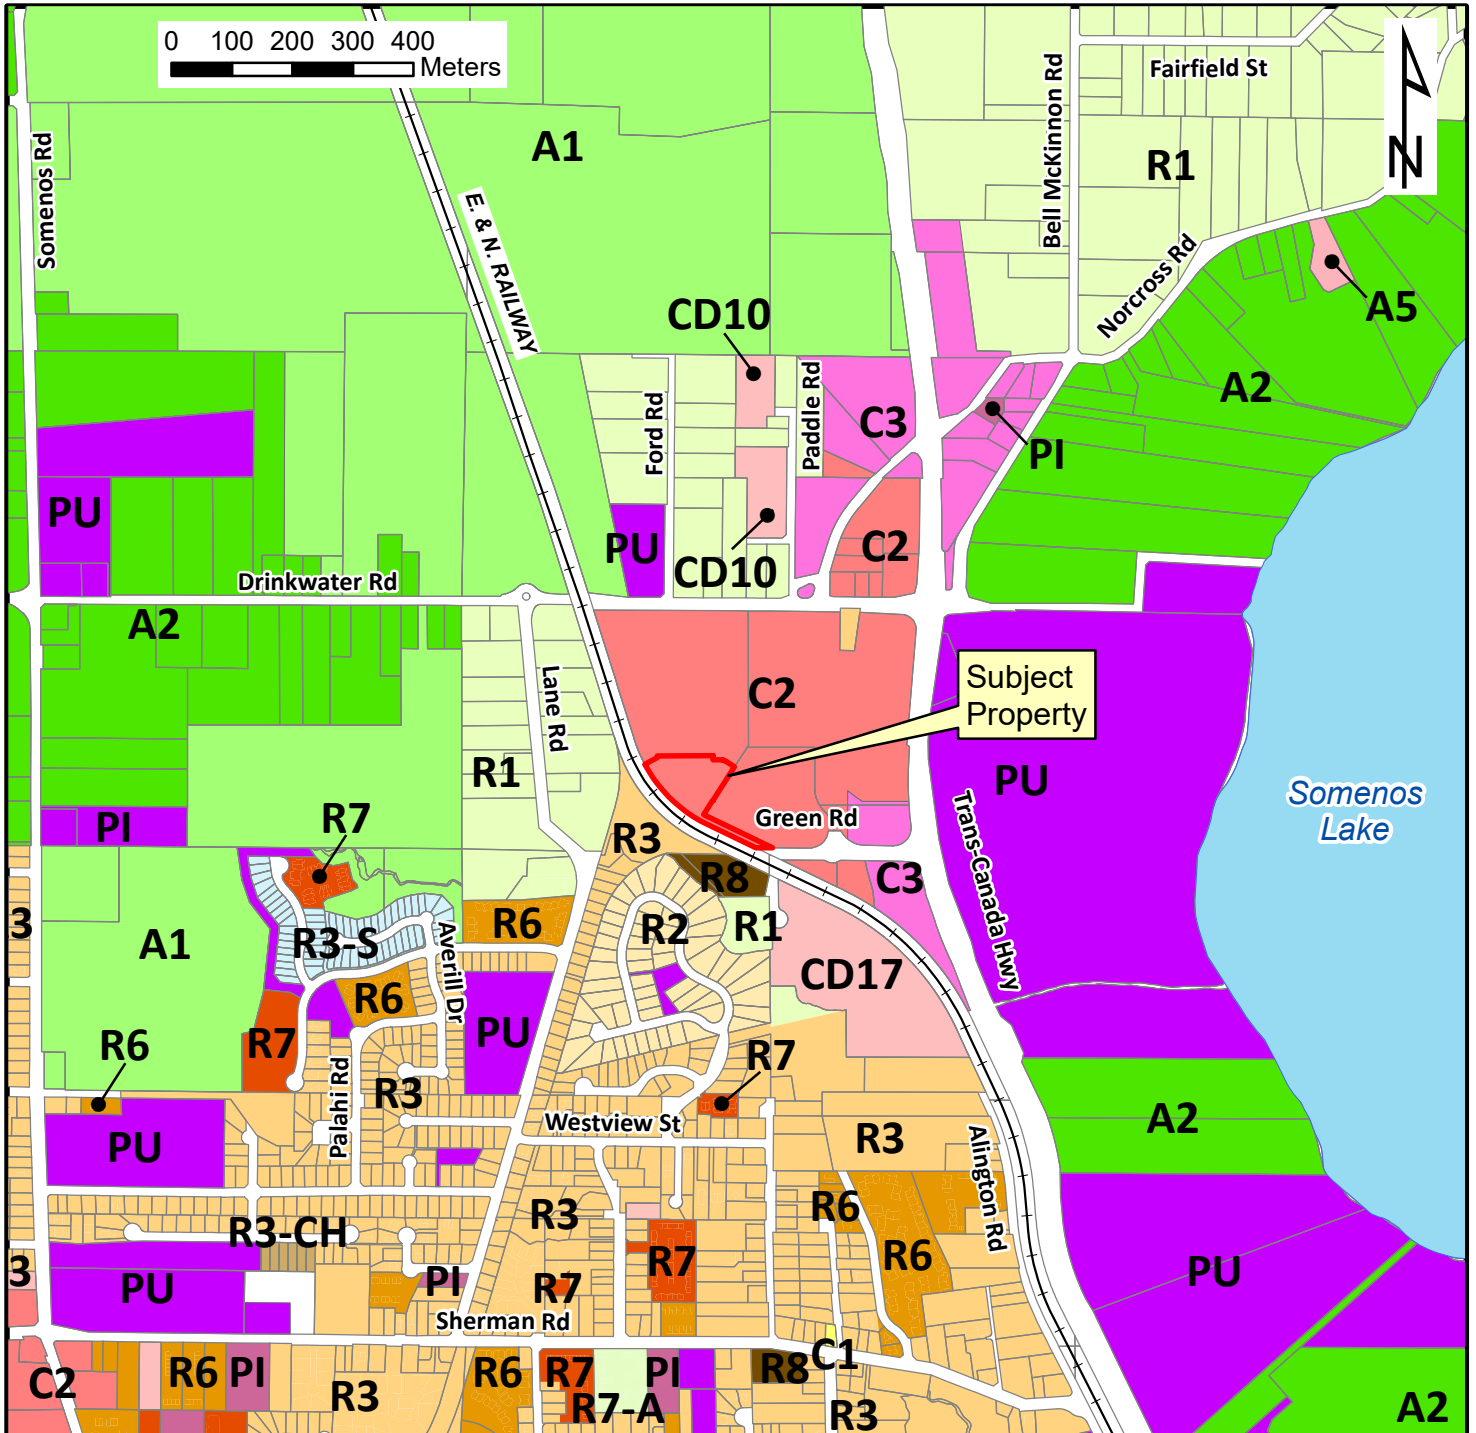 0 100 200 300 400
Meters
Fairfield St
Bell McKinnon Rd
N
Somenos Rd
A1
R1
E. & N. RAILWAY
Norcross Rd
A5
CD10
A2
Ford Rd
Paddle Rd
C3
PI
PU
PU
C2
CD10
Drinkwater Rd
A2
Subject
Property
C2
Lane Rd
R1
PU
Somenos
Lake
PI
R7
R3
Green Rd
Trans-Canada Hwy
R8
C3
3
A1
R3-S
Averill Dr
R6
R2
R1
CD17
R6
R7
PU
R6
R7
Palahi Rd
R3
Westview St
PU
R3
A2
Alington Rd
R3-CH
R3
R6
R6
R7
3
PU
PI
R7
PU
Sherman Rd
C2
R6
PI
R3
R6
R7
R7-A
PI
R8
C1
R3
A2